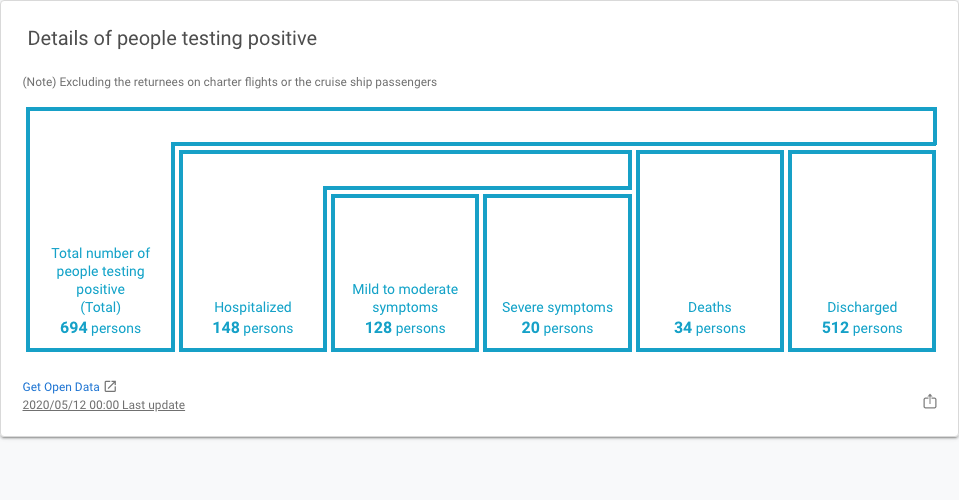 Details of people testing positive
(Note) Excluding the returnees on charter flights or the cruise ship passengers
Total number of
people testing
positive
(Total)
694 persons
Hospitalized
148 persons
Mild to moderate
symptoms
128 persons
Severe symptoms
20 persons
Deaths
34 persons
Discharged
512 persons
Get Open Data
2020/05/12 00:00 Last update